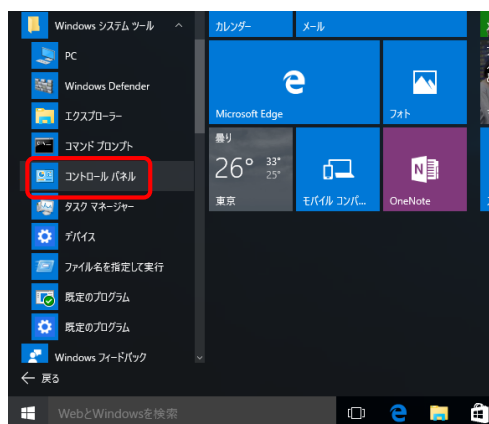 Windows システム ツール
PC
Windows Defender
エクスプローラー
コマンド プロンプト
コントロール パネル
タスク マネージャー
デバイス
ファイル名を指定して実行
既定のプログラム
既定のプログラム
Windows フィードバック
戻る
WebとWindowsを検索
カレンダー
メール
Microsoft Edge
フォト
曇り
26° 33°
25°
東京
モバイル コンパ...
OneNote